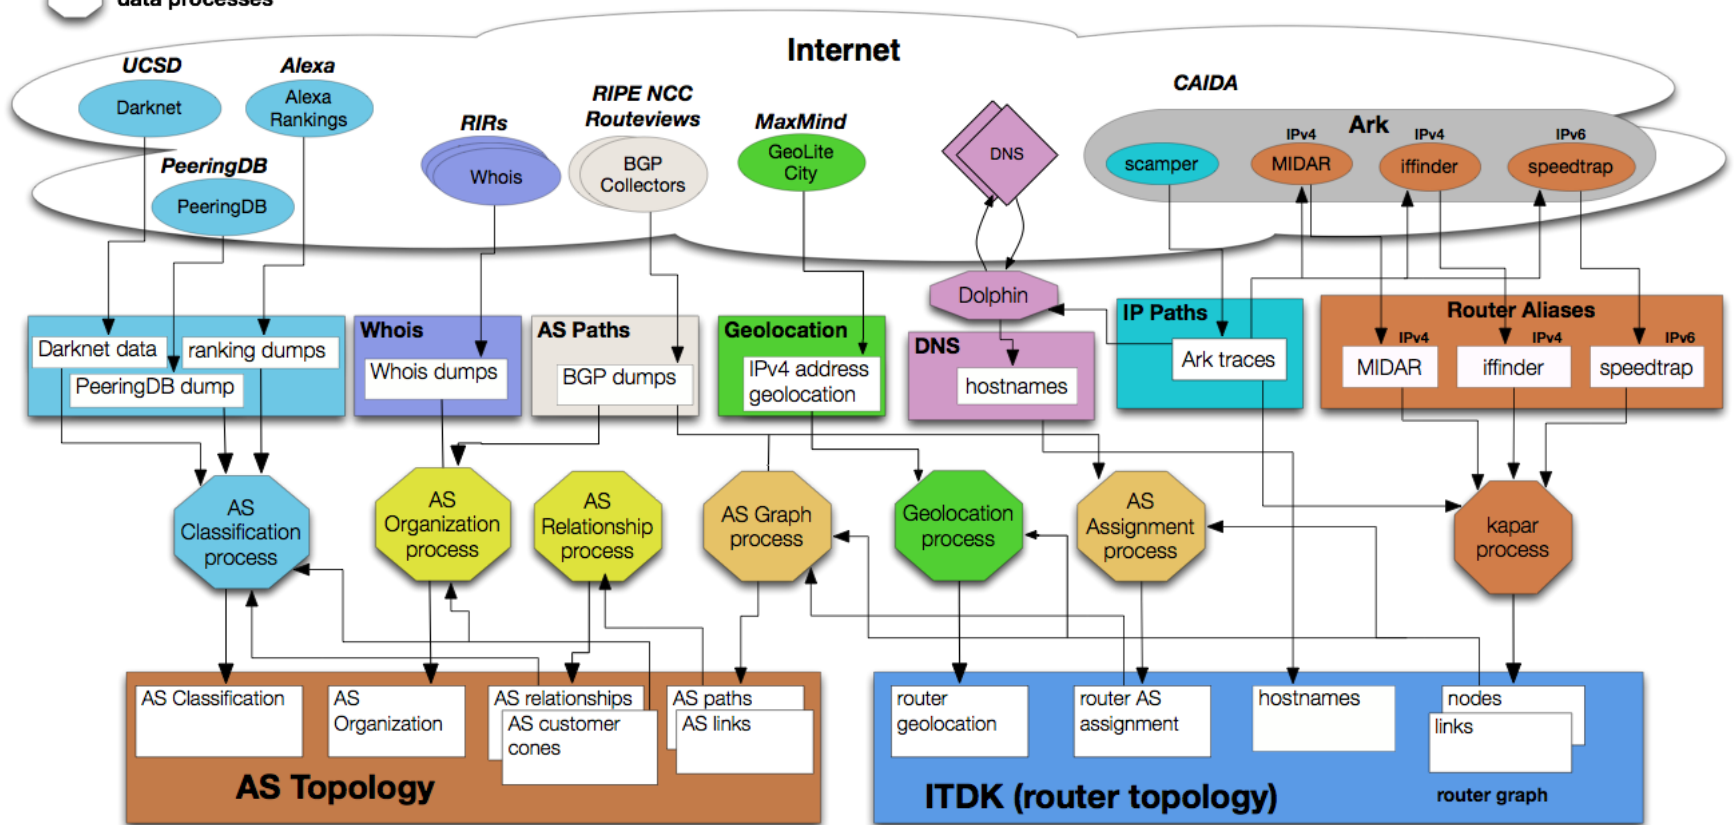 data processes
Internet
UCSD
Darknet
Alexa
Alexa
Rankings
PeeringDB
PeeringDB
RIRs
Whois
RIPE NCC
Routeviews
BGP
Collectors
MaxMind
GeoLite
City
DNS
CAIDA
Ark
scamper
IPv4
MIDAR
IPv4
iffinder
IPv6
speedtrap
Dolphin
Darknet data
ranking dumps
PeeringDB dump
Whois
Whois dumps
AS Paths
BGP dumps
Geolocation
IPv4 address
geolocation
DNS
hostnames
IP Paths
Ark traces
Router Aliases
IPv4
MIDAR
IPv4
iffinder
IPv6
speedtrap
AS
Classification
process
AS
Organization
process
AS
Relationship
process
AS Graph
process
Geolocation
process
AS
Assignment
process
kapar
process
AS Classification
AS
Organization
AS relationships
AS customer
cones
AS paths
AS links
AS Topology
router
geolocation
router AS
assignment
hostnames
nodes
links
router graph
ITDK (router topology)